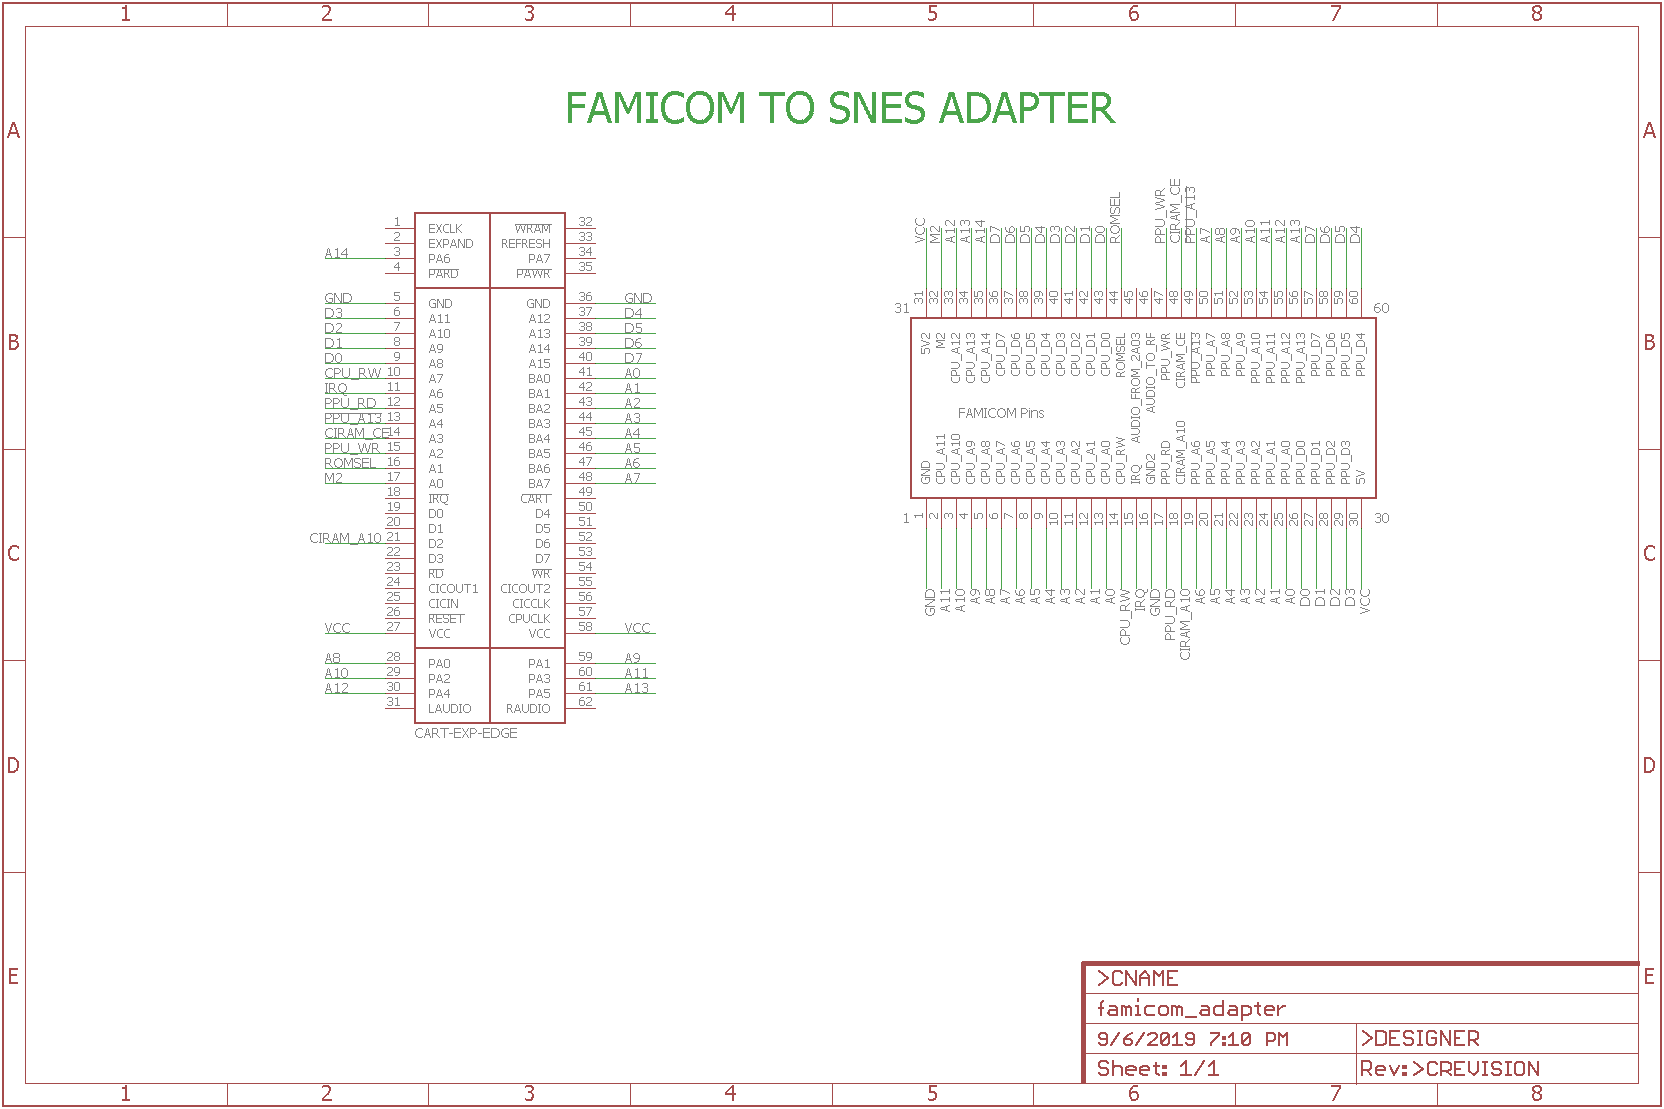 1 2 3 4 5 6 7 8
FAMICOM TO SNES ADAPTER
A A
B B
C C
D D
E E
1 EXCLK WRAM 32
2 EXPAND REFRESH 33
A14 3 PA6 PA7 34
4 PARD PAWR 35
GND 5 GND GND 36 GND
D3 6 A11 A12 37 D4
D2 7 A10 A13 38 D5
D1 8 A9 A14 39 D6
D0 9 A8 A15 40 D7
CPU_RW 10 A7 BA0 41 A0
IRQ 11 A6 BA1 42 A1
PPU_RD 12 A5 BA2 43 A2
PPU_A13 13 A4 BA3 44 A3
CIRAM_CE 14 A3 BA4 45 A4
PPU_WR 15 A2 BA5 46 A5
ROMSEL 16 A1 BA6 47 A6
M2 17 A0 BA7 48 A7
18 IRQ CART 49
19 D0 D4 50
20 D1 D5 51
CIRAM_A10 21 D2 D6 52
22 D3 D7 53
23 RD WR 54
24 CICOUT1 CICOUT2 55
25 CICIN CICCLK 56
26 RESET CPUCLK 57
VCC 27 VCC VCC 58 VCC
A8 28 PA0 PA1 59 A9
A10 29 PA2 PA3 60 A11
A12 30 PA4 PA5 61 A13
31 LAUDIO RAUDIO 62
CART-EXP-EDGE
VCC M2 A12 A13 A14 D7 D6 D5 D4 D3 D2 D1 D0 ROMSEL PPU_WR CIRAM_CE PPU_A13 A7 A8 A9 A10 A11 A12 A13 D7 D6 D5 D4
31 31 32 33 34 35 36 37 38 39 40 41 42 43 44 45 46 47 48 49 50 51 52 53 54 55 56 57 58 59 60 60
5V2 M2 CPU_A12 CPU_A13 CPU_A14 CPU_D7 CPU_D6 CPU_D5 CPU_D4 CPU_D3 CPU_D2 CPU_D1 CPU_D0 ROMSEL AUDIO_FROM_2A03 AUDIO_TO_RF PPU_WR CIRAM_CE PPU_A13 PPU_A7 PPU_A8 PPU_A9 PPU_A10 PPU_A11 PPU_A12 PPU_A13 PPU_D7 PPU_D6 PPU_D5 PPU_D4
FAMICOM Pins
GND CPU_A11 CPU_A10 CPU_A9 CPU_A8 CPU_A7 CPU_A6 CPU_A5 CPU_A4 CPU_A3 CPU_A2 CPU_A1 CPU_A0 CPU_RW IRQ GND2 PPU_RD CIRAM_A10 PPU_A6 PPU_A5 PPU_A4 PPU_A3 PPU_A2 PPU_A1 PPU_A0 PPU_D0 PPU_D1 PPU_D2 PPU_D3 5V
1 1 2 3 4 5 6 7 8 9 10 11 12 13 14 15 16 17 18 19 20 21 22 23 24 25 26 27 28 29 30 30
GND A11 A10 A9 A8 A7 A6 A5 A4 A3 A2 A1 A0 CPU_RW IRQ GND PPU_RD CIRAM_A10 A6 A5 A4 A3 A2 A1 A0 D0 D1 D2 D3 VCC
>CNAME
famicom_adapter
9/6/2019 7:10 PM >DESIGNER
Sheet: 1/1 Rev:>CREVISION
1 2 3 4 5 6 7 8